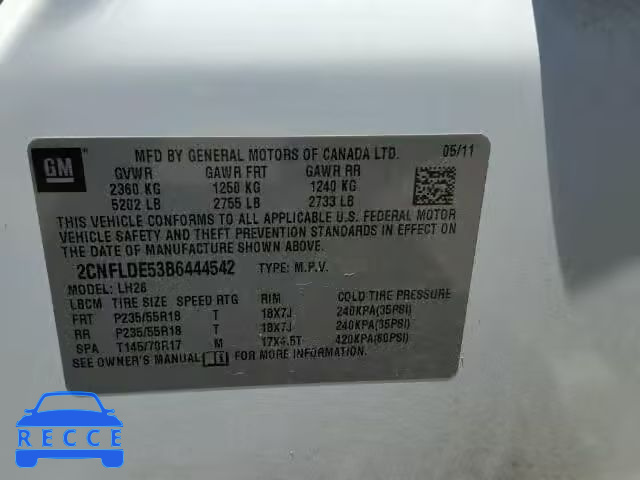 GM
MFD BY GENERAL MOTORS OF CANADA LTD. 05/11
GVWR GAWR FRT GAWR RR
2360 KG 1250 KG 1240 KG
5202 LB 2755 LB 2733 LB
THIS VEHICLE CONFORMS TO ALL APPLICABLE U.S. FEDERAL MOTOR
VEHICLE SAFETY AND THEFT PREVENTION STANDARDS IN EFFECT ON THE
DATE OF MANUFACTURE SHOWN ABOVE.
2CNFLDE53B6444542 TYPE: M.P.V.
MODEL: LH26
LBCM TIRE SIZE SPEED RTG RIM COLD TIRE PRESSURE
FRT P235/55R18 T 18X7J 240KPA(35PSI)
RR P235/55R18 T 18X7J 240KPA(35PSI)
SPA T145/70R17 M 17X4.5T 420KPA(60PSI)
SEE OWNER'S MANUAL FOR MORE INFORMATION.
RECCE